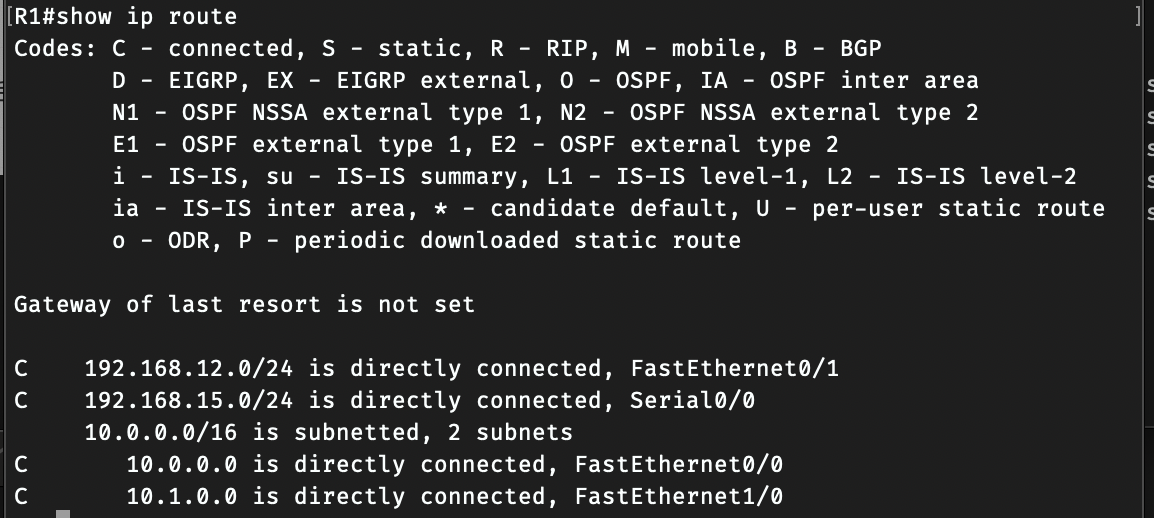 [R1#show ip route ]
Codes: C - connected, S - static, R - RIP, M - mobile, B - BGP
       D - EIGRP, EX - EIGRP external, O - OSPF, IA - OSPF inter area
       N1 - OSPF NSSA external type 1, N2 - OSPF NSSA external type 2
       E1 - OSPF external type 1, E2 - OSPF external type 2
       i - IS-IS, su - IS-IS summary, L1 - IS-IS level-1, L2 - IS-IS level-2
       ia - IS-IS inter area, * - candidate default, U - per-user static route
       o - ODR, P - periodic downloaded static route
Gateway of last resort is not set
C    192.168.12.0/24 is directly connected, FastEthernet0/1
C    192.168.15.0/24 is directly connected, Serial0/0
     10.0.0.0/16 is subnetted, 2 subnets
C       10.0.0.0 is directly connected, FastEthernet0/0
C       10.1.0.0 is directly connected, FastEthernet1/0